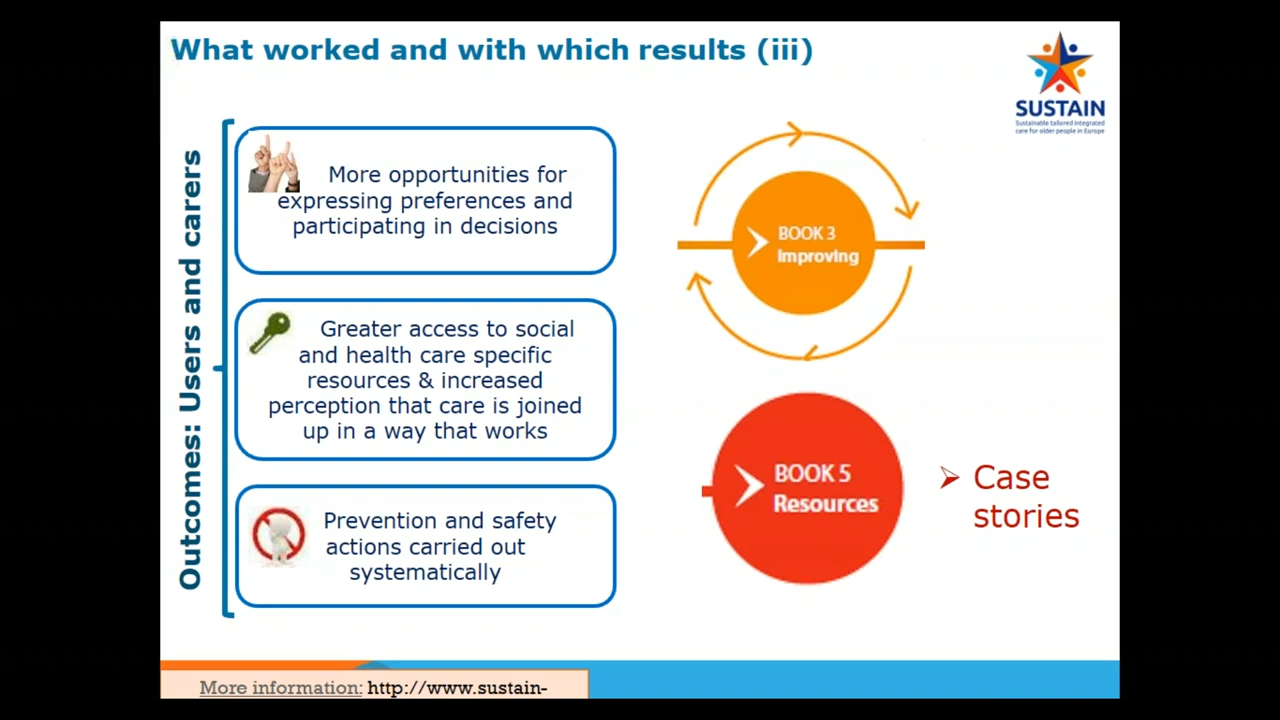 What worked and with which results (iii)
SUSTAIN
Sustainable tailored integrated
care for older people in Europe
Outcomes: Users and carers
More opportunities for
expressing preferences and
participating in decisions
Greater access to social
and health care specific
resources & increased
perception that care is joined
up in a way that works
Prevention and safety
actions carried out
systematically
BOOK 3
Improving
BOOK 5
Resources
Case
stories
More information: http://www.sustain-